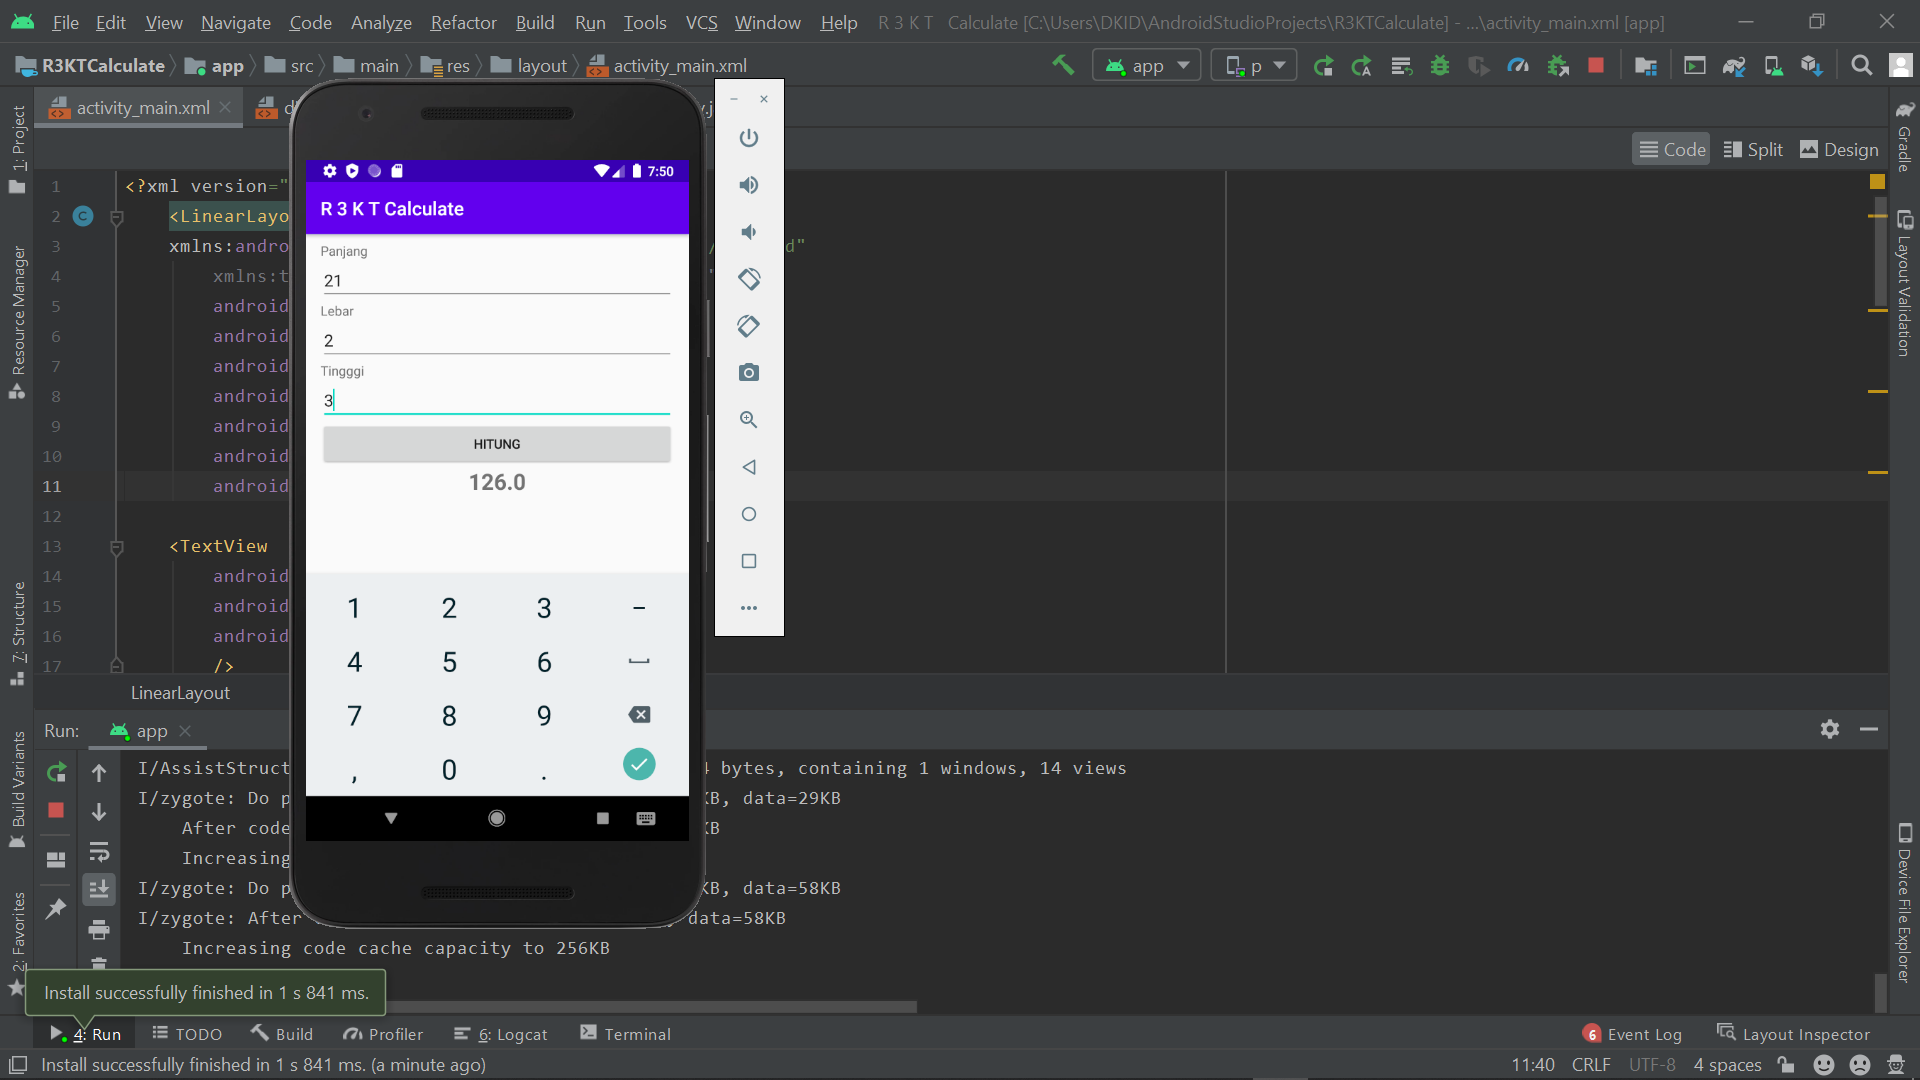 File Edit View Navigate Code Analyze Refactor Build Run Tools VCS Window Help R 3 K T Calculate [C:\Users\DKID\AndroidStudioProjects\R3KTCalculate] - ...\activity_main.xml [app]
R3KTCalculate app src main res layout activity_main.xml
app p
activity_main.xml
Code Split Design
1: Project
Resource Manager
7: Structure
Build Variants
2: Favorites
Gradle
Layout Validation
Device File Explorer
1 <?xml version="
2 <LinearLayo
3 xmlns:andro d"
4 xmlns:t
5 android
6 android
7 android
8 android
9 android
10 android
11 android
12
13 <TextView
14 android
15 android
16 android
17 />
LinearLayout
7:50
R 3 K T Calculate
Panjang
21
Lebar
2
Tingggi
3
HITUNG
126.0
1 2 3 -
4 5 6
7 8 9
, 0 .
Run: app
I/AssistStruct bytes, containing 1 windows, 14 views
I/zygote: Do p KB, data=29KB
After code KB
Increasing
I/zygote: Do p KB, data=58KB
I/zygote: After data=58KB
Increasing code cache capacity to 256KB
Install successfully finished in 1 s 841 ms.
4: Run TODO Build Profiler 6: Logcat Terminal 6 Event Log Layout Inspector
Install successfully finished in 1 s 841 ms. (a minute ago) 11:40 CRLF UTF-8 4 spaces